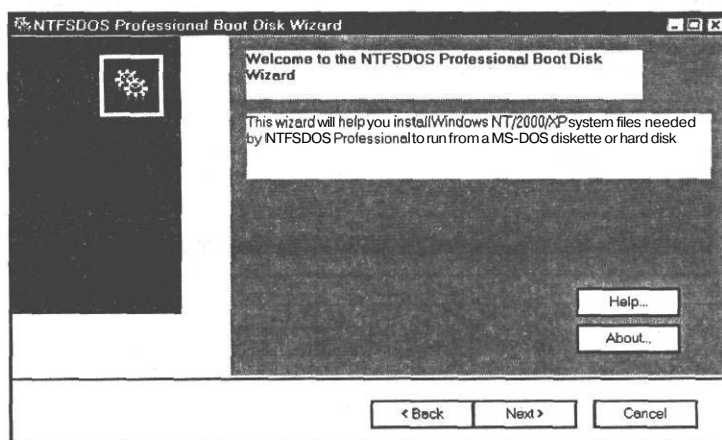 NTFSDOS Professional Boot Disk Wizard
Welcome to the NTFSDOS Professional Boot Disk
Wizard
This wizard will help you install Windows NT/2000/XP system files needed
by NTFSDOS Professional to run from a MS-DOS diskette or hard disk
Help...
About...
< Back
Next >
Cancel